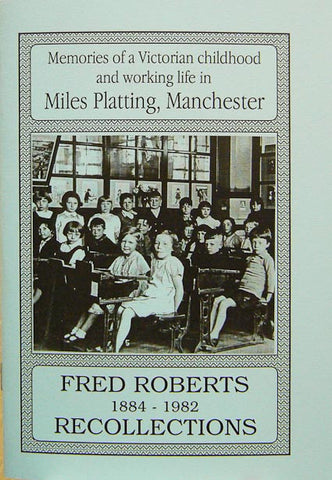 Memories of a Victorian childhood
and working life in
Miles Platting, Manchester
FRED ROBERTS
1884 - 1982
RECOLLECTIONS